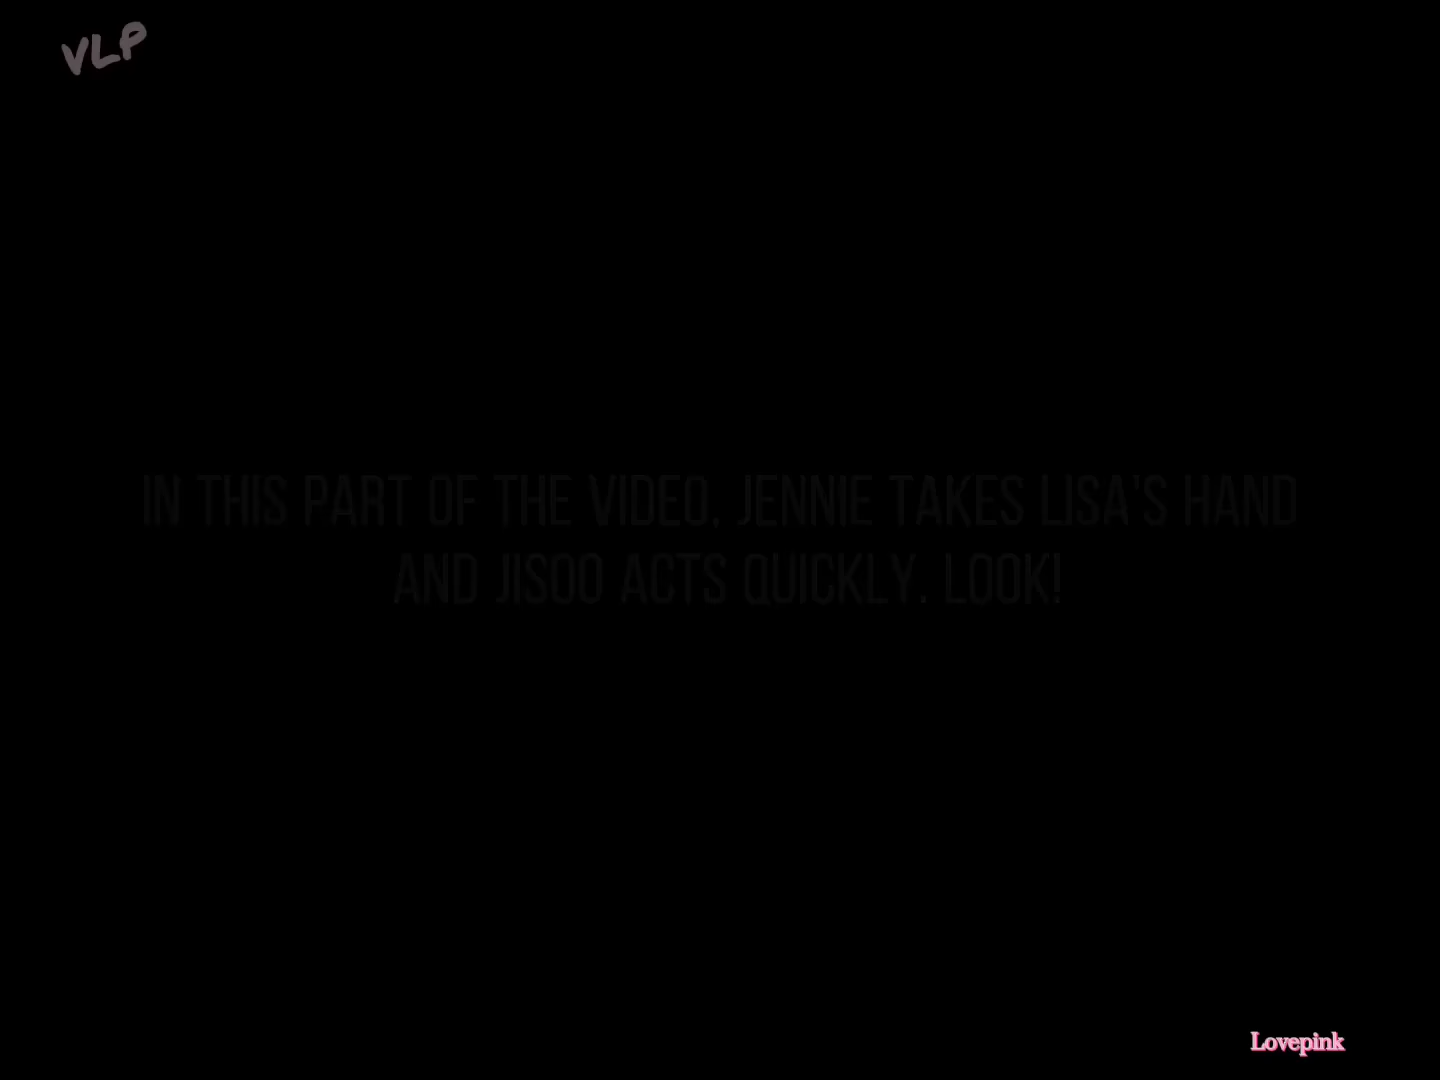 VLP
IN THIS PART OF THE VIDEO, JENNIE TAKES LISA'S HAND
AND JISOO ACTS QUICKLY. LOOK!
Lovepink